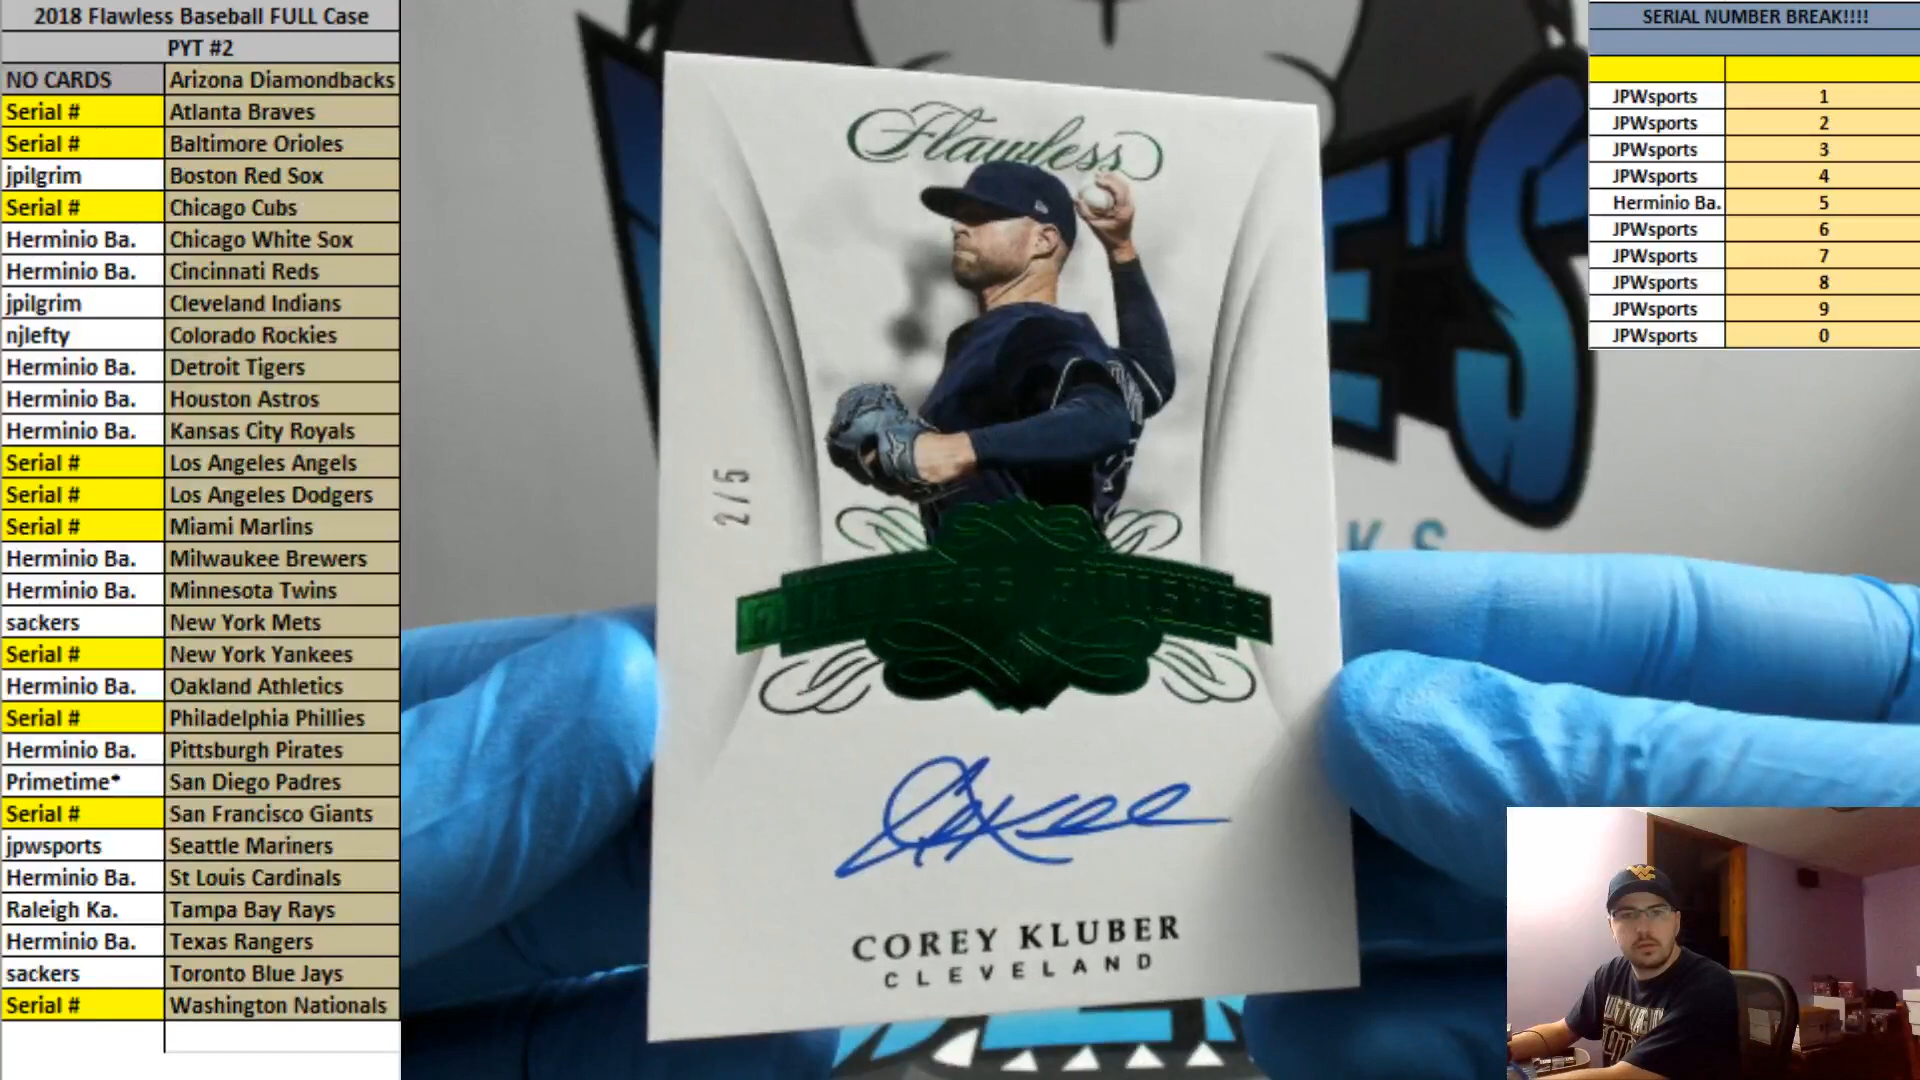 2018 Flawless Baseball FULL Case
PYT #2
NO CARDS Arizona Diamondbacks
Serial # Atlanta Braves
Serial # Baltimore Orioles
jpilgrim Boston Red Sox
Serial # Chicago Cubs
Herminio Ba. Chicago White Sox
Herminio Ba. Cincinnati Reds
jpilgrim Cleveland Indians
njlefty Colorado Rockies
Herminio Ba. Detroit Tigers
Herminio Ba. Houston Astros
Herminio Ba. Kansas City Royals
Serial # Los Angeles Angels
Serial # Los Angeles Dodgers
Serial # Miami Marlins
Herminio Ba. Milwaukee Brewers
Herminio Ba. Minnesota Twins
sackers New York Mets
Serial # New York Yankees
Herminio Ba. Oakland Athletics
Serial # Philadelphia Phillies
Herminio Ba. Pittsburgh Pirates
Primetime* San Diego Padres
Serial # San Francisco Giants
jpwsports Seattle Mariners
Herminio Ba. St Louis Cardinals
Raleigh Ka. Tampa Bay Rays
Herminio Ba. Texas Rangers
sackers Toronto Blue Jays
Serial # Washington Nationals
Flawless
2/5
COREY KLUBER
CLEVELAND
SERIAL NUMBER BREAK!!!!
JPWsports 1
JPWsports 2
JPWsports 3
JPWsports 4
Herminio Ba. 5
JPWsports 6
JPWsports 7
JPWsports 8
JPWsports 9
JPWsports 0